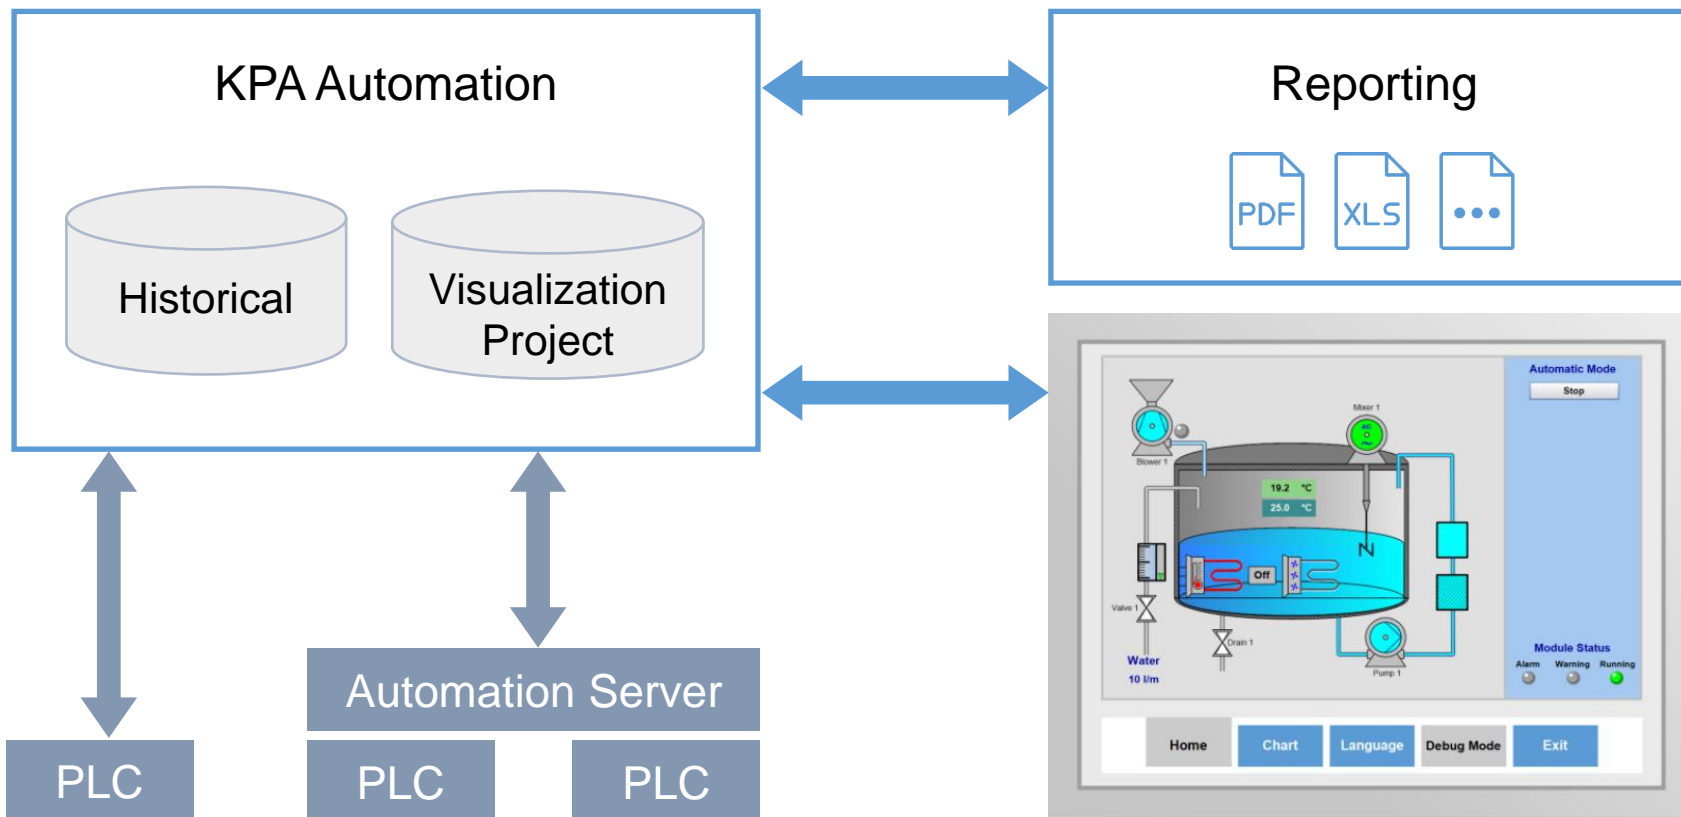 KPA Automation
Historical
Visualization
Project
Reporting
PDF
XLS
Automatic Mode
Stop
Mixer 1
AC
Blower 1
19.2 °C
25.0 °C
Off
Valve 1
Drain 1
Water
10 l/m
Pump 1
Module Status
Alarm Warning Running
Home Chart Language Debug Mode Exit
Automation Server
PLC PLC PLC